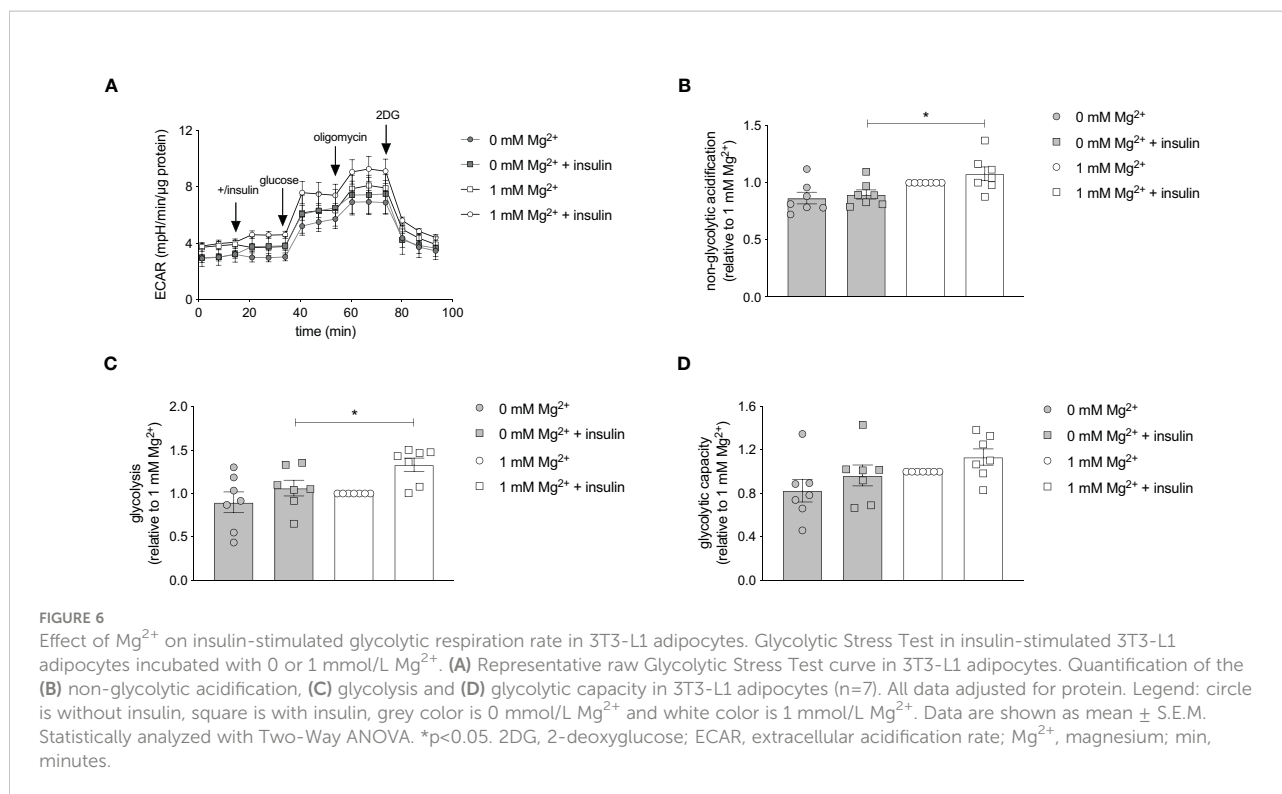 A
ECAR (mpH/min/µg protein)
12
8
4
0
0
20
40
60
80
100
time (min)
+/insulin
glucose
oligomycin
2DG
0 mM Mg²⁺
0 mM Mg²⁺ + insulin
1 mM Mg²⁺
1 mM Mg²⁺ + insulin
B
non-glycolytic acidification
(relative to 1 mM Mg²⁺)
1.5
1.0
0.5
0.0
*
0 mM Mg²⁺
0 mM Mg²⁺ + insulin
1 mM Mg²⁺
1 mM Mg²⁺ + insulin
C
glycolysis
(relative to 1 mM Mg²⁺)
2.0
1.5
1.0
0.5
0.0
*
0 mM Mg²⁺
0 mM Mg²⁺ + insulin
1 mM Mg²⁺
1 mM Mg²⁺ + insulin
D
glycolytic capacity
(relative to 1 mM Mg²⁺)
1.6
1.2
0.8
0.4
0.0
0 mM Mg²⁺
0 mM Mg²⁺ + insulin
1 mM Mg²⁺
1 mM Mg²⁺ + insulin
FIGURE 6
Effect of Mg²⁺ on insulin-stimulated glycolytic respiration rate in 3T3-L1 adipocytes. Glycolytic Stress Test in insulin-stimulated 3T3-L1
adipocytes incubated with 0 or 1 mmol/L Mg²⁺. (A) Representative raw Glycolytic Stress Test curve in 3T3-L1 adipocytes. Quantification of the
(B) non-glycolytic acidification, (C) glycolysis and (D) glycolytic capacity in 3T3-L1 adipocytes (n=7). All data adjusted for protein. Legend: circle
is without insulin, square is with insulin, grey color is 0 mmol/L Mg²⁺ and white color is 1 mmol/L Mg²⁺. Data are shown as mean ± S.E.M.
Statistically analyzed with Two-Way ANOVA. *p<0.05. 2DG, 2-deoxyglucose; ECAR, extracellular acidification rate; Mg²⁺, magnesium; min,
minutes.